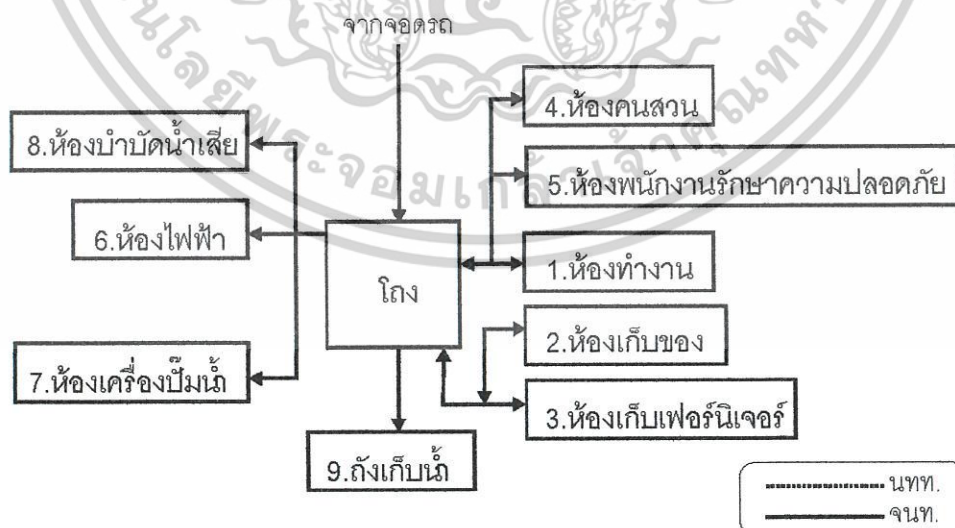 จากจอดรถ
4.ห้องคนสวน
8.ห้องบำบัดน้ำเสีย
5.ห้องพนักงานรักษาความปลอดภัย
6.ห้องไฟฟ้า
1.ห้องทำงาน
โถง
2.ห้องเก็บของ
7.ห้องเครื่องปั๊มน้ำ
3.ห้องเก็บเฟอร์นิเจอร์
9.ถังเก็บน้ำ
นทท.
จนท.